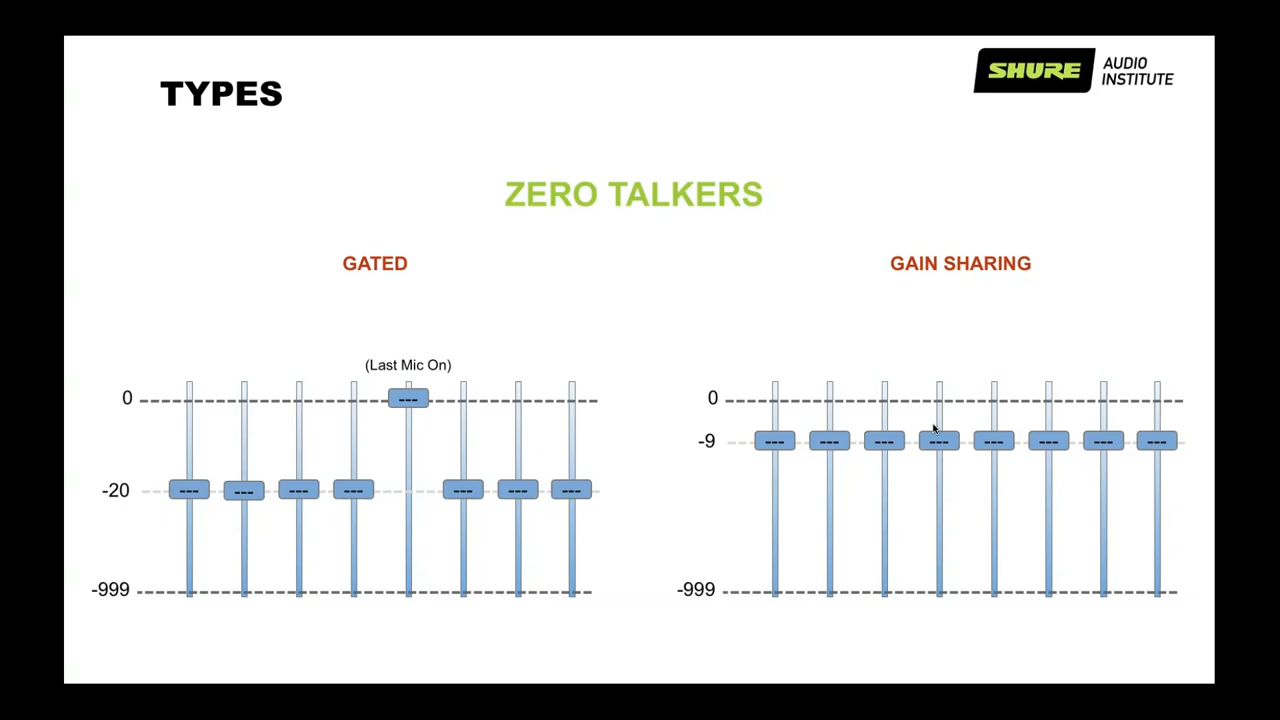 TYPES
SHURE AUDIO INSTITUTE
ZERO TALKERS
GATED
GAIN SHARING
(Last Mic On)
0
-20
-999
0
-9
-999
--- --- --- --- --- --- --- ---
--- --- --- --- --- --- --- ---